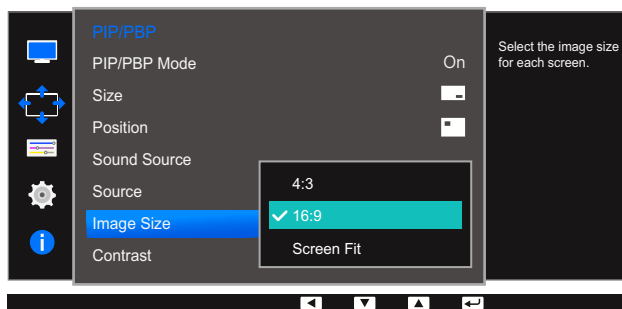 PIP/PBP
PIP/PBP Mode On
Size
Position
Sound Source
Source
Image Size
Contrast
4:3
16:9
Screen Fit
Select the image size
for each screen.